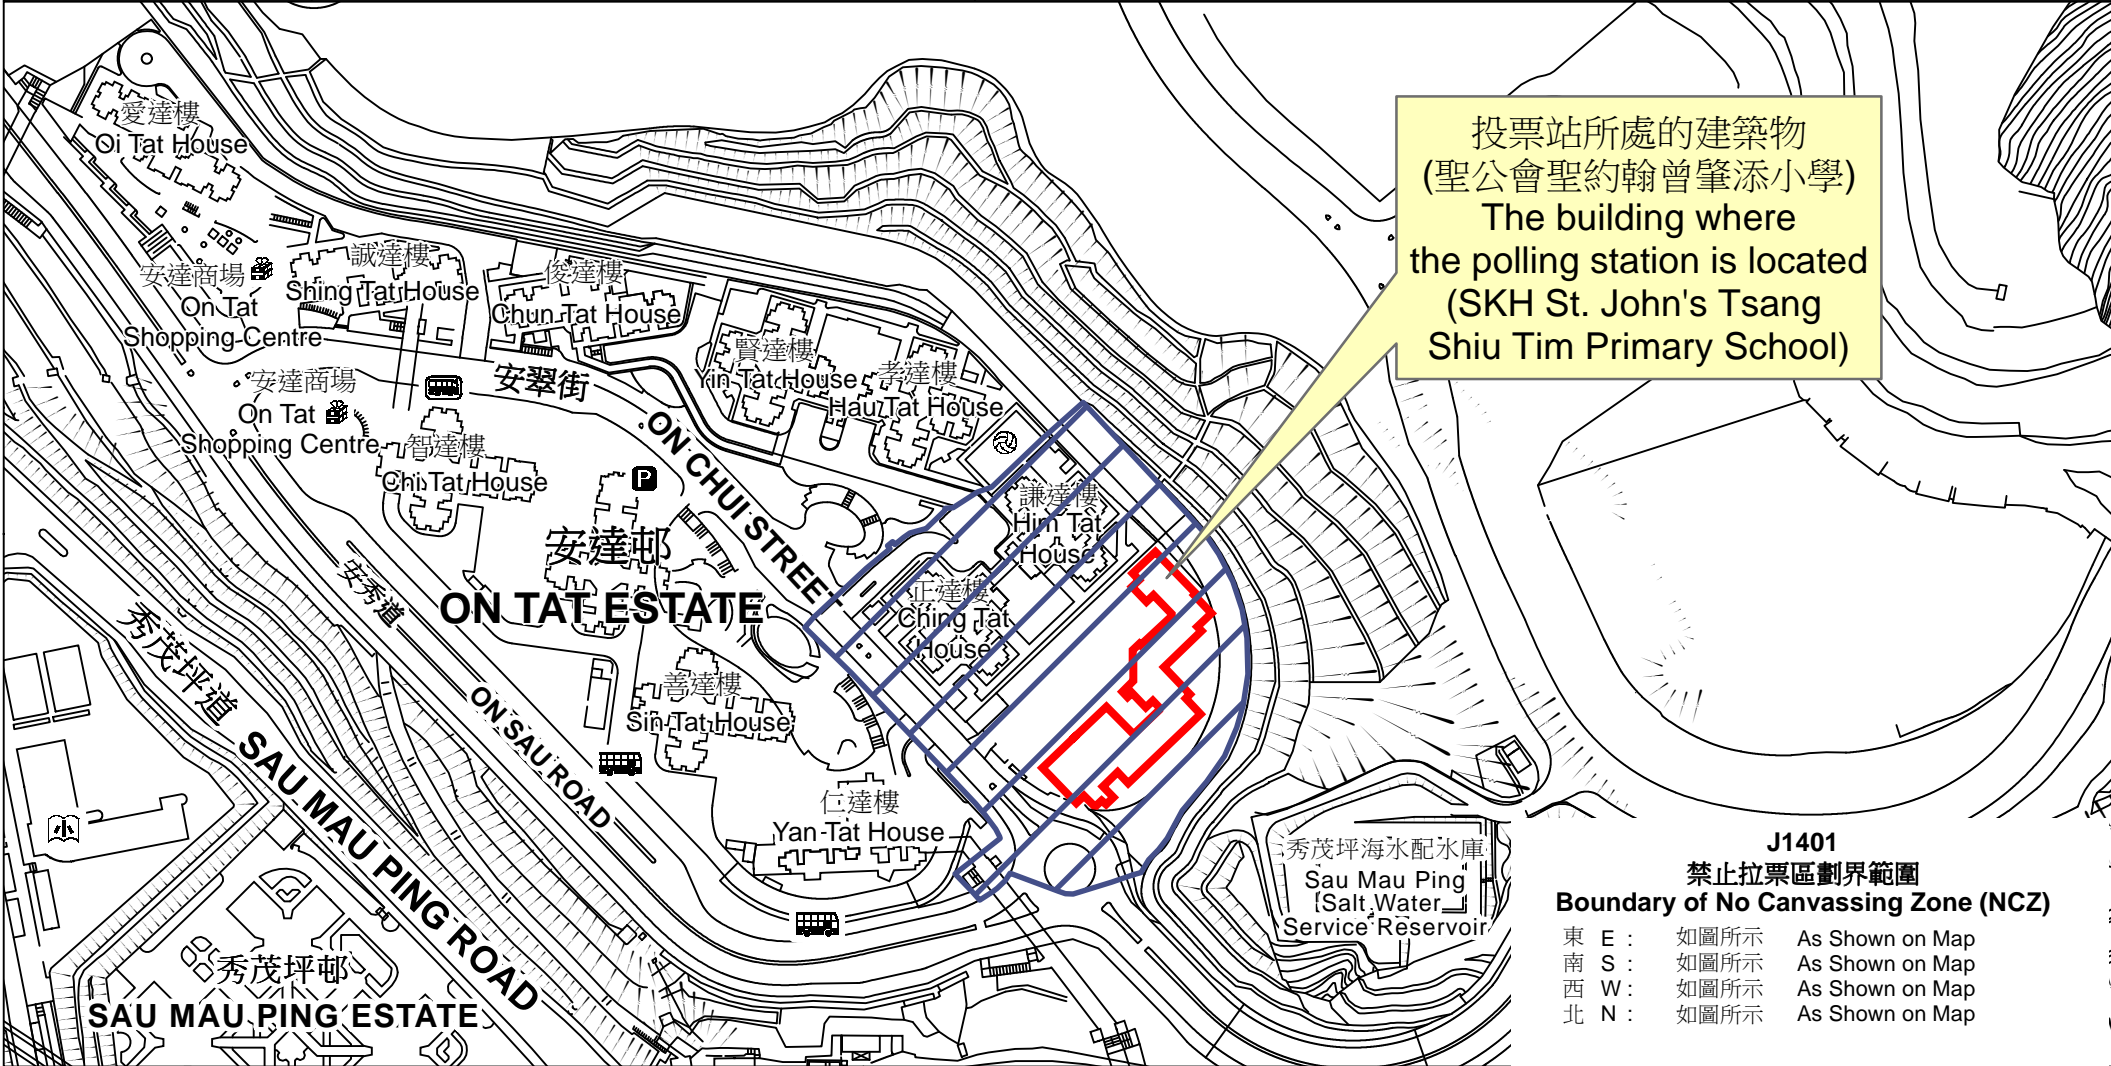 愛達樓
Oi Tat House
投票站所處的建築物
(聖公會聖約翰曾肇添小學)
The building where
the polling station is located
(SKH St. John's Tsang
Shiu Tim Primary School)
安達商場
On Tat
Shopping Centre
誠達樓
Shing Tat House
俊達樓
Chun Tat House
賢達樓
Yin Tat House
孝達樓
Hau Tat House
安達商場
On Tat
Shopping Centre
安翠街
ON CHUI STREET
智達樓
Chi Tat House
P
謙達樓
Him Tat
House
安達邨
ON TAT ESTATE
正達樓
Ching Tat
House
安秀道
ON SAU ROAD
秀茂坪道
SAU MAU PING ROAD
善達樓
Sin Tat House
仁達樓
Yan Tat House
小
秀茂坪海水配水庫
Sau Mau Ping
Salt Water
Service Reservoir
秀茂坪邨
SAU MAU PING ESTATE
J1401
禁止拉票區劃界範圍
Boundary of No Canvassing Zone (NCZ)
東 E : 如圖所示 As Shown on Map
南 S : 如圖所示 As Shown on Map
西 W : 如圖所示 As Shown on Map
北 N : 如圖所示 As Shown on Map